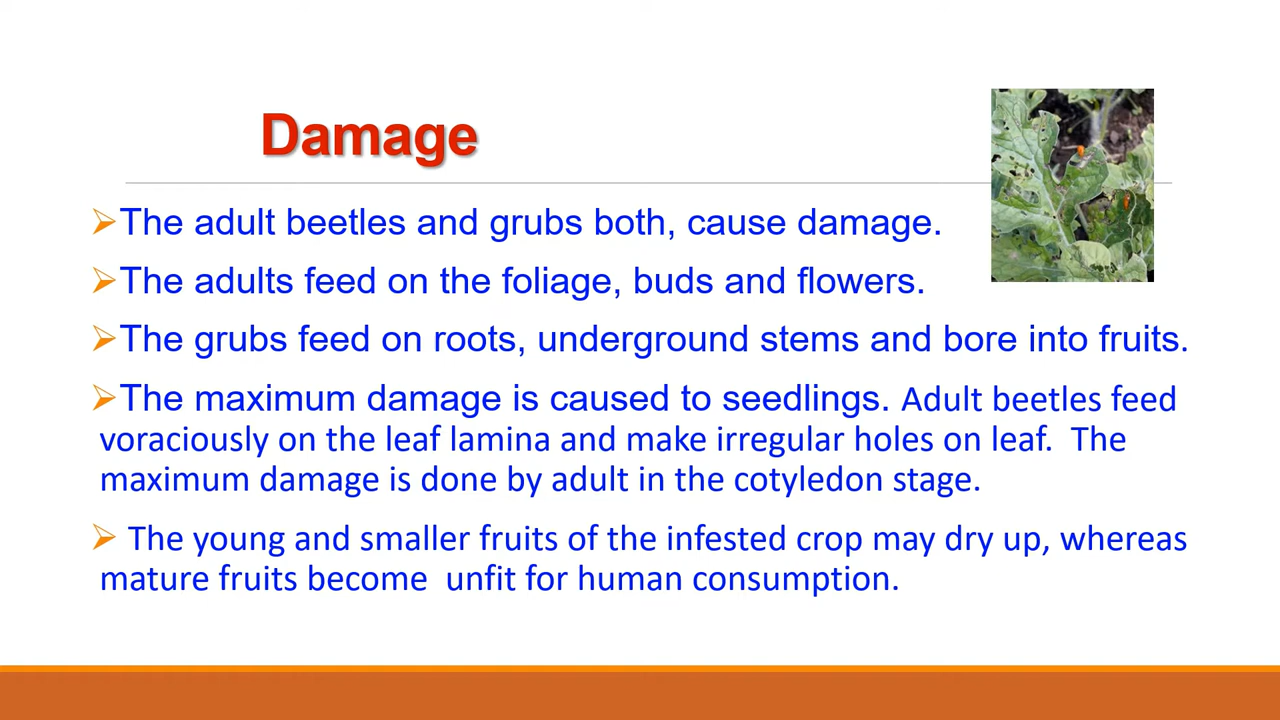 Damage
➢The adult beetles and grubs both, cause damage.
➢The adults feed on the foliage, buds and flowers.
➢The grubs feed on roots, underground stems and bore into fruits.
➢The maximum damage is caused to seedlings. Adult beetles feed
voraciously on the leaf lamina and make irregular holes on leaf.  The
maximum damage is done by adult in the cotyledon stage.
➢ The young and smaller fruits of the infested crop may dry up, whereas
mature fruits become  unfit for human consumption.